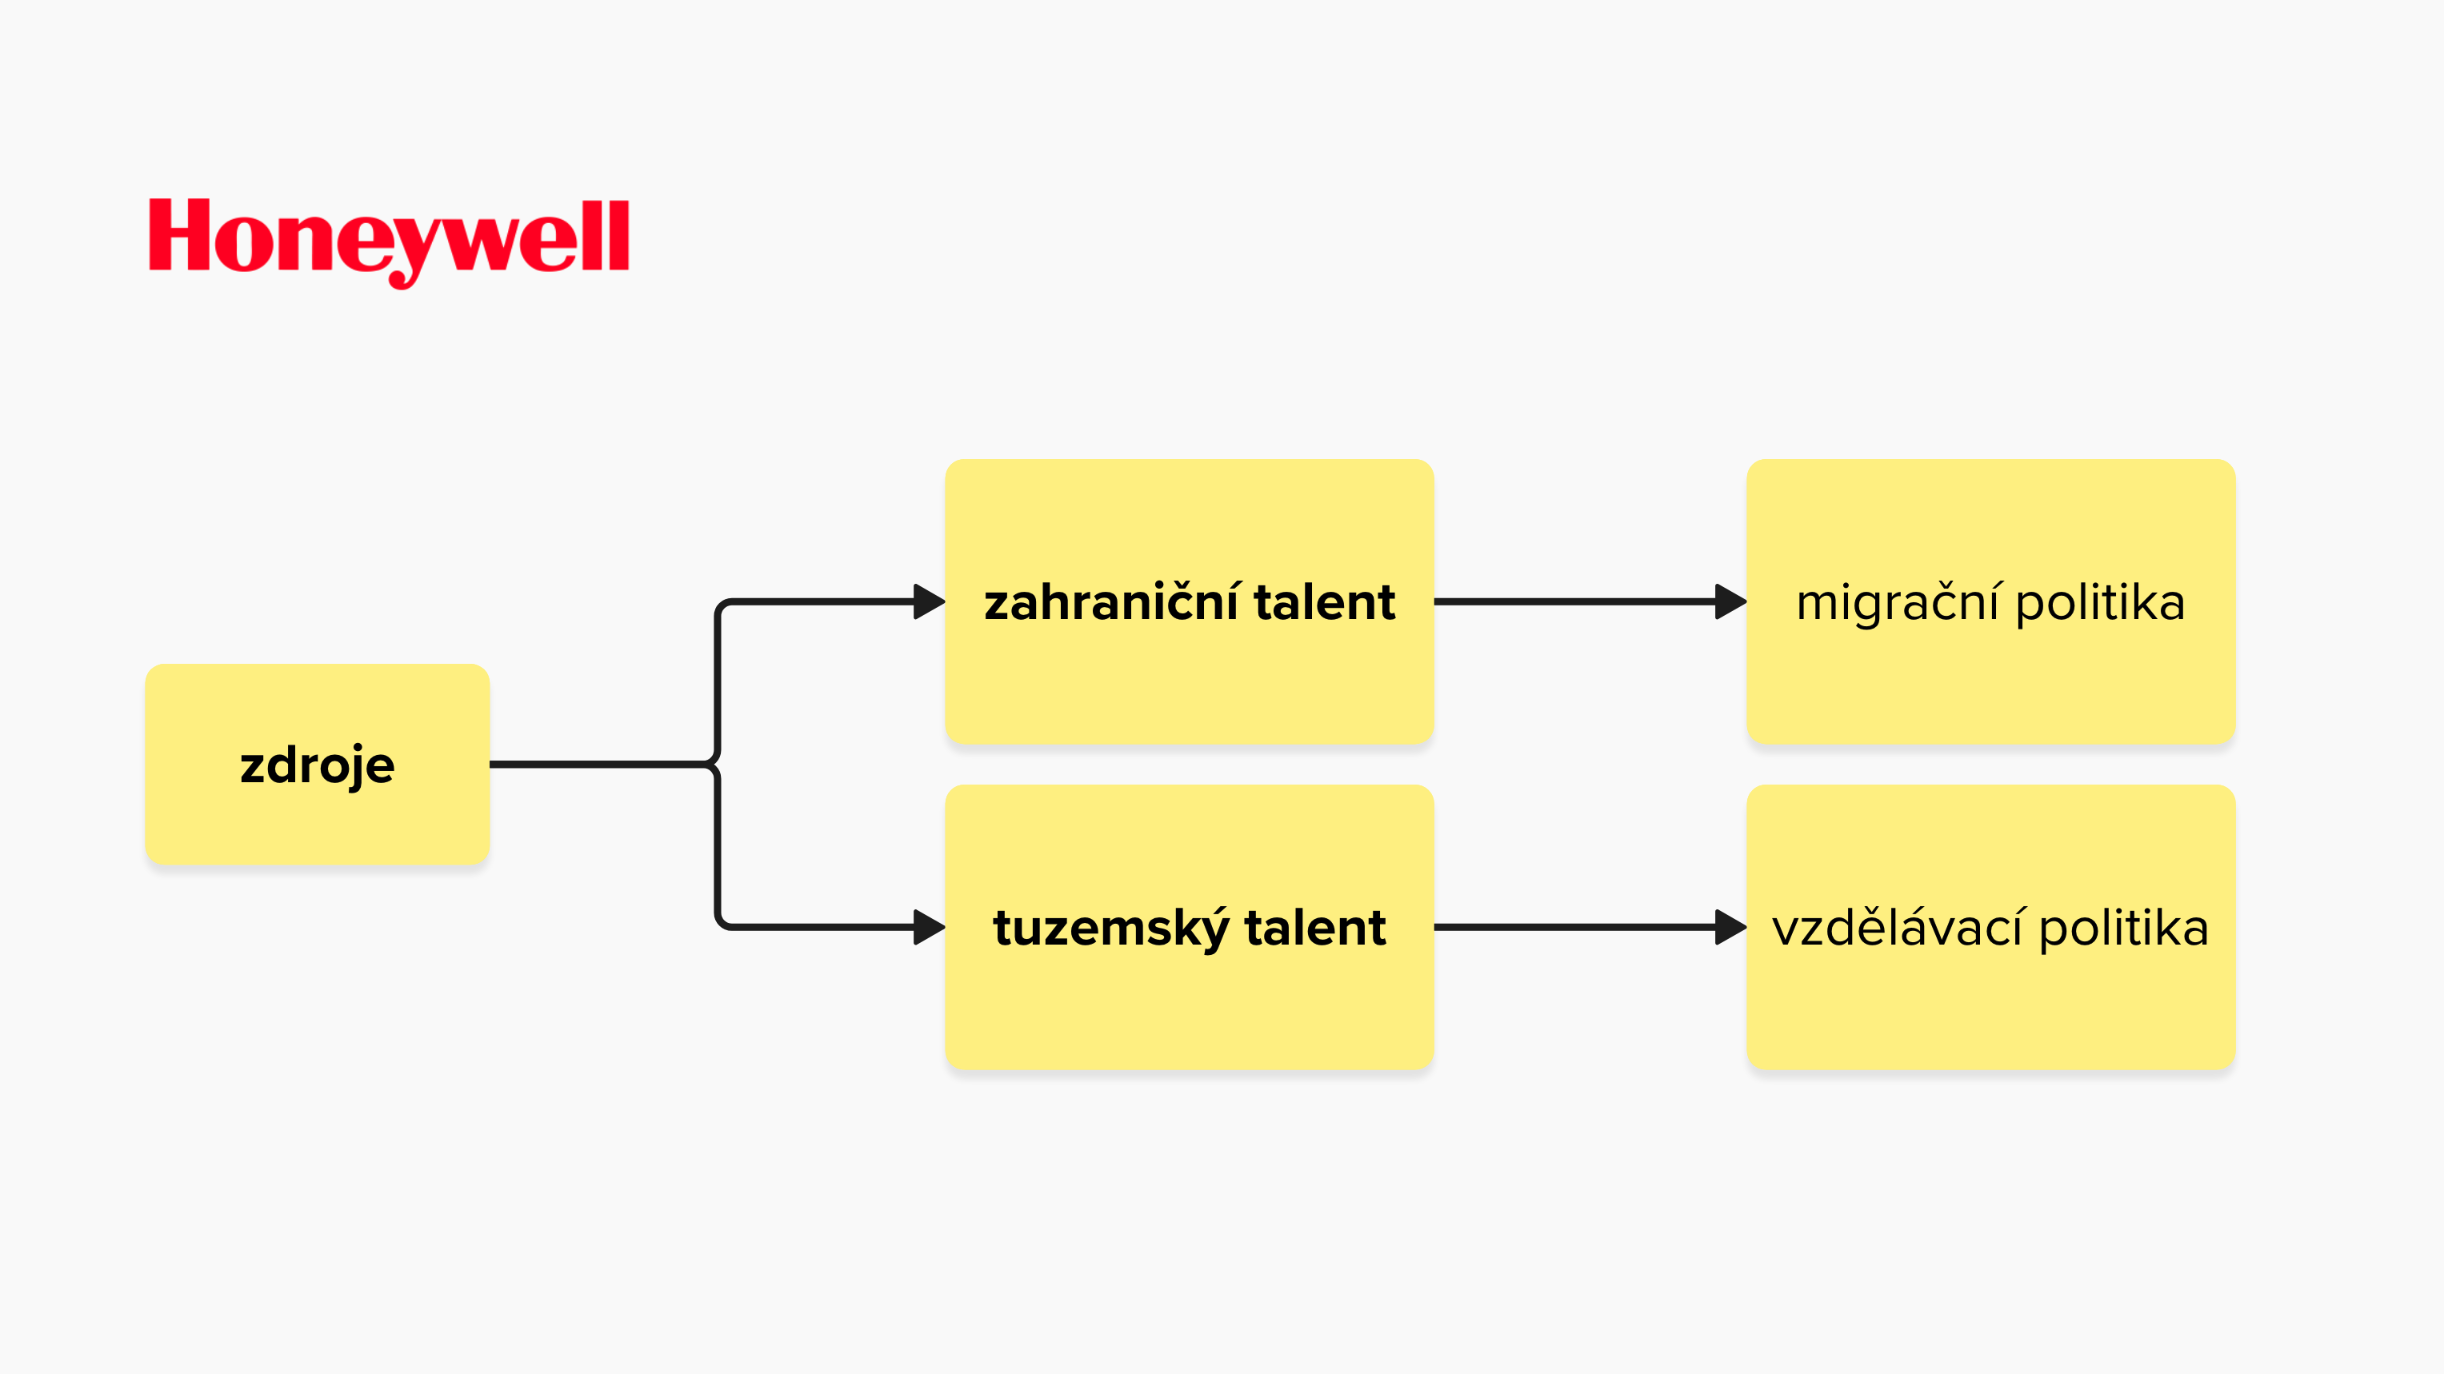 Honeywell
zahraniční talent
migrační politika
zdroje
tuzemský talent
vzdělávací politika